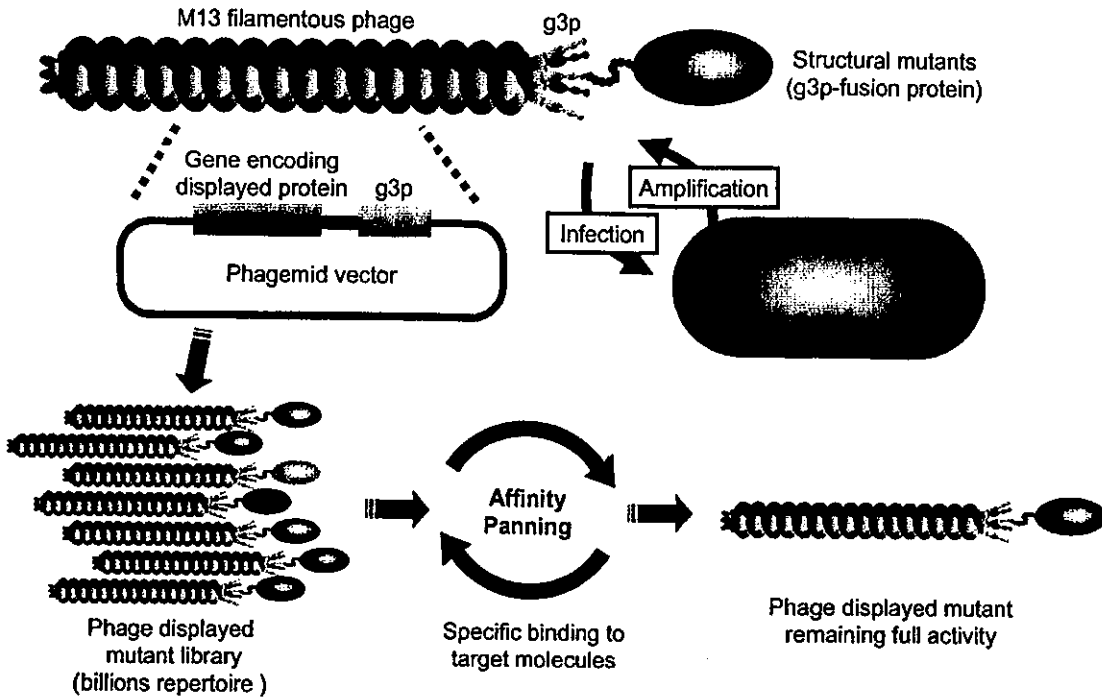 M13 filamentous phage
g3p
Structural mutants
(g3p-fusion protein)
Gene encoding
displayed protein
g3p
Amplification
Infection
Phagemid vector
Affinity
Panning
Phage displayed
mutant library
(billions repertoire )
Specific binding to
target molecules
Phage displayed mutant
remaining full activity